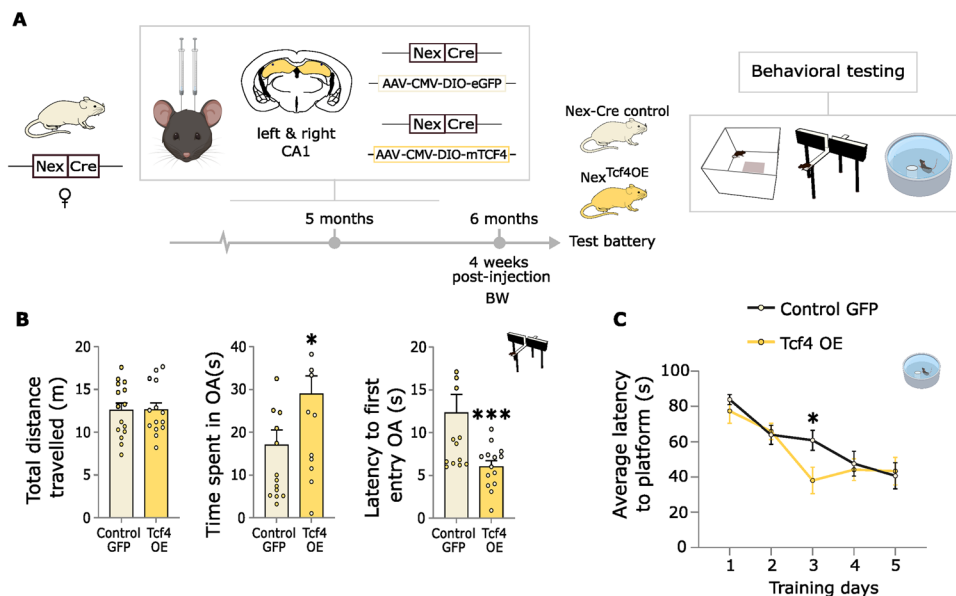 A
Nex Cre
♀
left & right
CA1
Nex Cre
AAV-CMV-DIO-eGFP
Nex Cre
AAV-CMV-DIO-mTCF4
5 months
6 months
4 weeks
post-injection
BW
Nex-Cre control
NexTcf4OE
Test battery
Behavioral testing
B
Total distance
travelled (m)
20
15
10
5
0
Control
GFP
Tcf4
OE
Time spent in OA(s)
40
30
20
10
0
*
Control
GFP
Tcf4
OE
Latency to first
entry OA (s)
20
15
10
5
0
***
Control
GFP
Tcf4
OE
C
Control GFP
Tcf4 OE
Average latency
to platform (s)
100
80
60
40
20
0
*
1 2 3 4 5
Training days